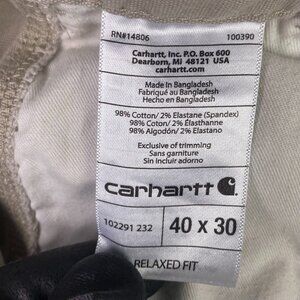 RN#14806 100390
Carhartt, Inc. P.O. Box 600
Dearborn, MI 48121 USA
carhartt.com
Made in Bangladesh
Fabriqué au Bangladesh
Hecho en Bangladesh
98% Cotton/ 2% Elastane (Spandex)
98% Coton/ 2% Élasthanne
98% Algodón/ 2% Elastano
Exclusive of trimming
Sans garniture
Sin incluir adorno
carhartt
102291 232 40 x 30
RELAXED FIT